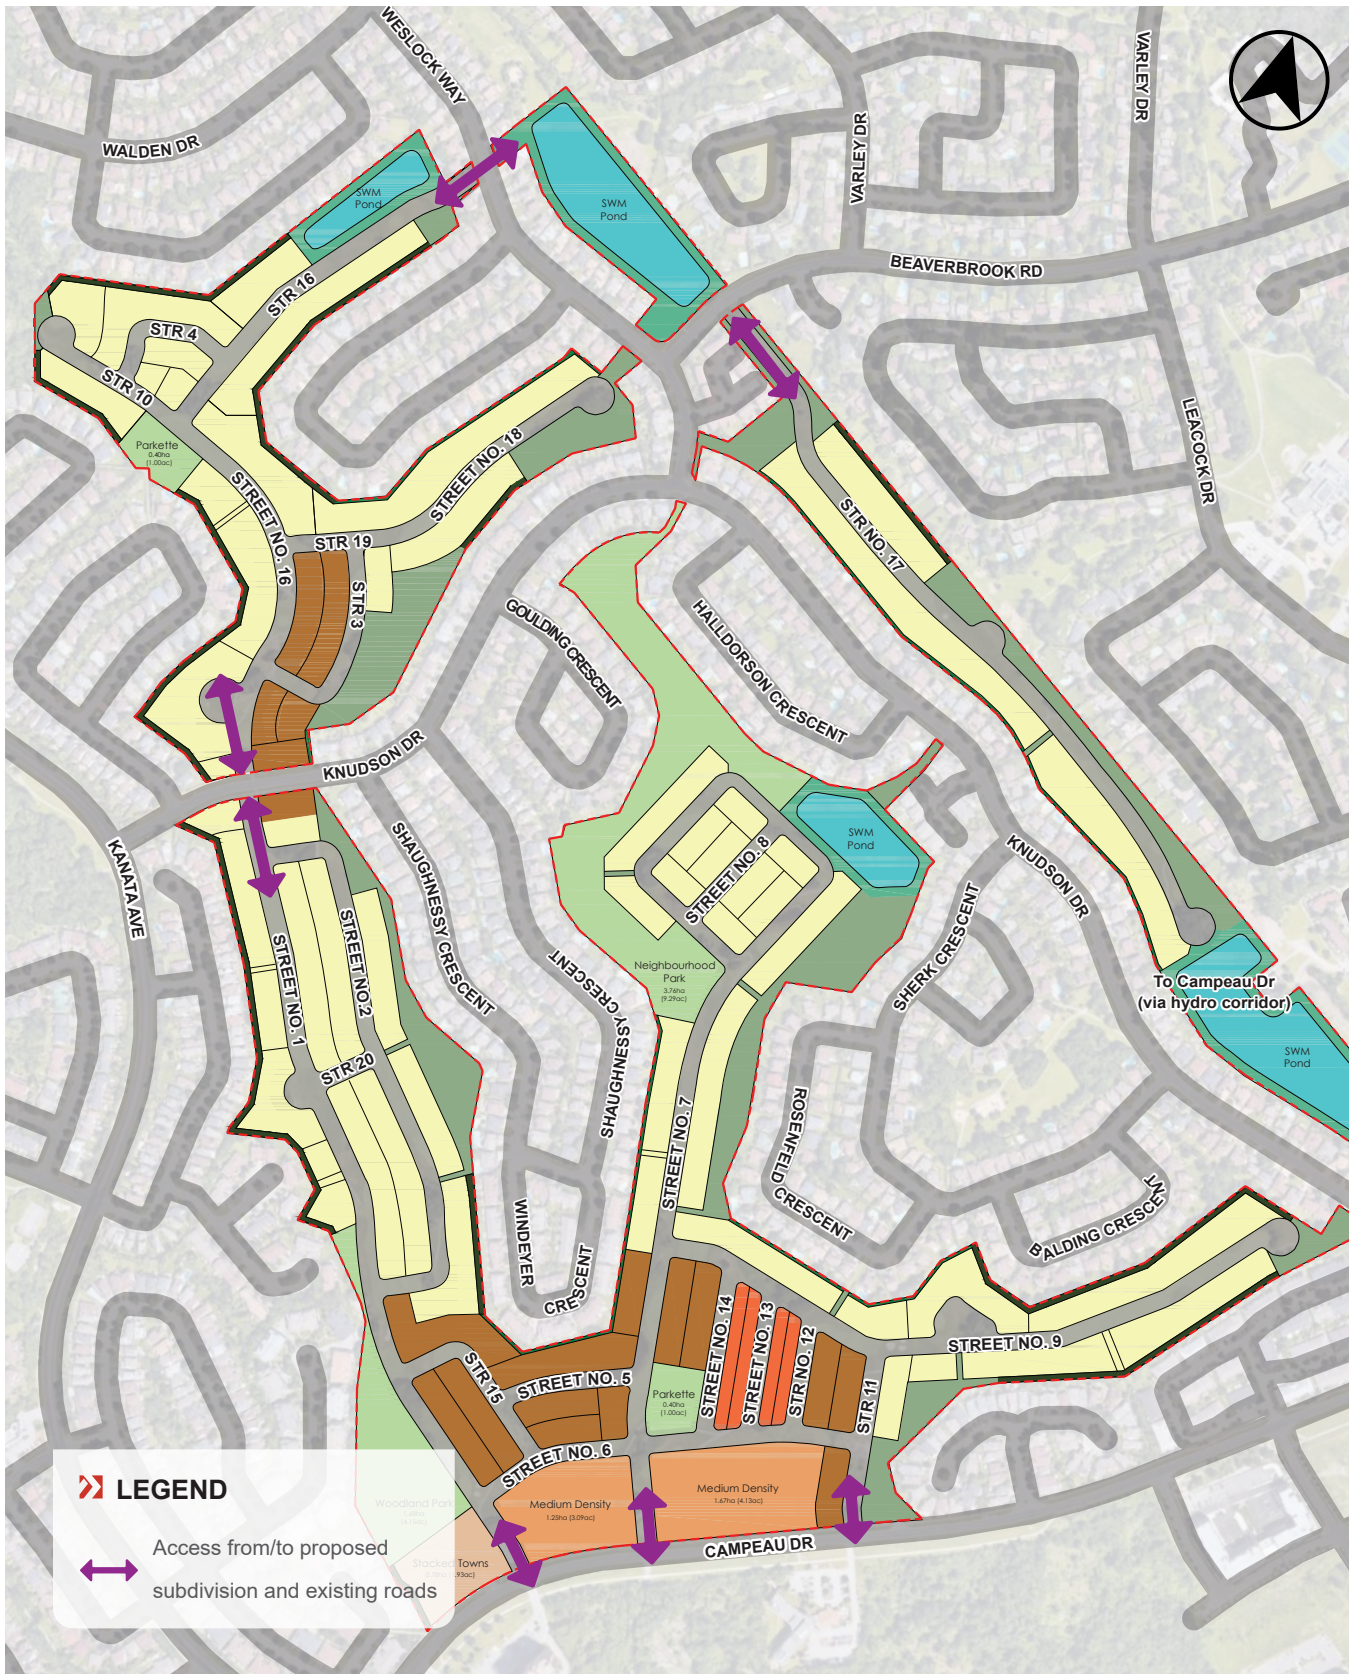 WESLOCK WAY
VARLEY DR
WALDEN DR
VARLEY DR
SWM
Pond
SWM
Pond
BEAVERBROOK RD
STR 16
STR 4
STR 10
LEACOCK DR
Parkette
0.40ha
(1.00ac)
STREET NO. 18
STREET NO. 16
STR 19
STR NO. 17
STR 3
GOULDING CRESCENT
HALLDORSON CRESCENT
KNUDSON DR
SWM
Pond
STREET NO. 8
KANATA AVE
SHAUGHNESSY CRESCENT
KNUDSON DR
STREET NO.2
STREET NO. 1
SHERK CRESCENT
Neighbourhood
Park
3.76ha
(9.29ac)
SHAUGHNESSY CRESCENT
SHAUGHNESSY
To Campeau Dr
(via hydro corridor)
SWM
Pond
STR 20
STREET NO. 7
ROSENFELD
CRESCENT
BALDING CRESCENT
WINDEYER
CRESCENT
STREET NO. 14
STREET NO. 13
STR NO. 12
STREET NO. 9
STR 11
STR 15
STREET NO. 5
Parkette
0.40ha
(1.00ac)
STREET NO. 6
Medium Density
1.25ha (3.09ac)
Medium Density
1.67ha (4.13ac)
CAMPEAU DR
Woodland Park
Stacked Towns
LEGEND
Access from/to proposed
subdivision and existing roads